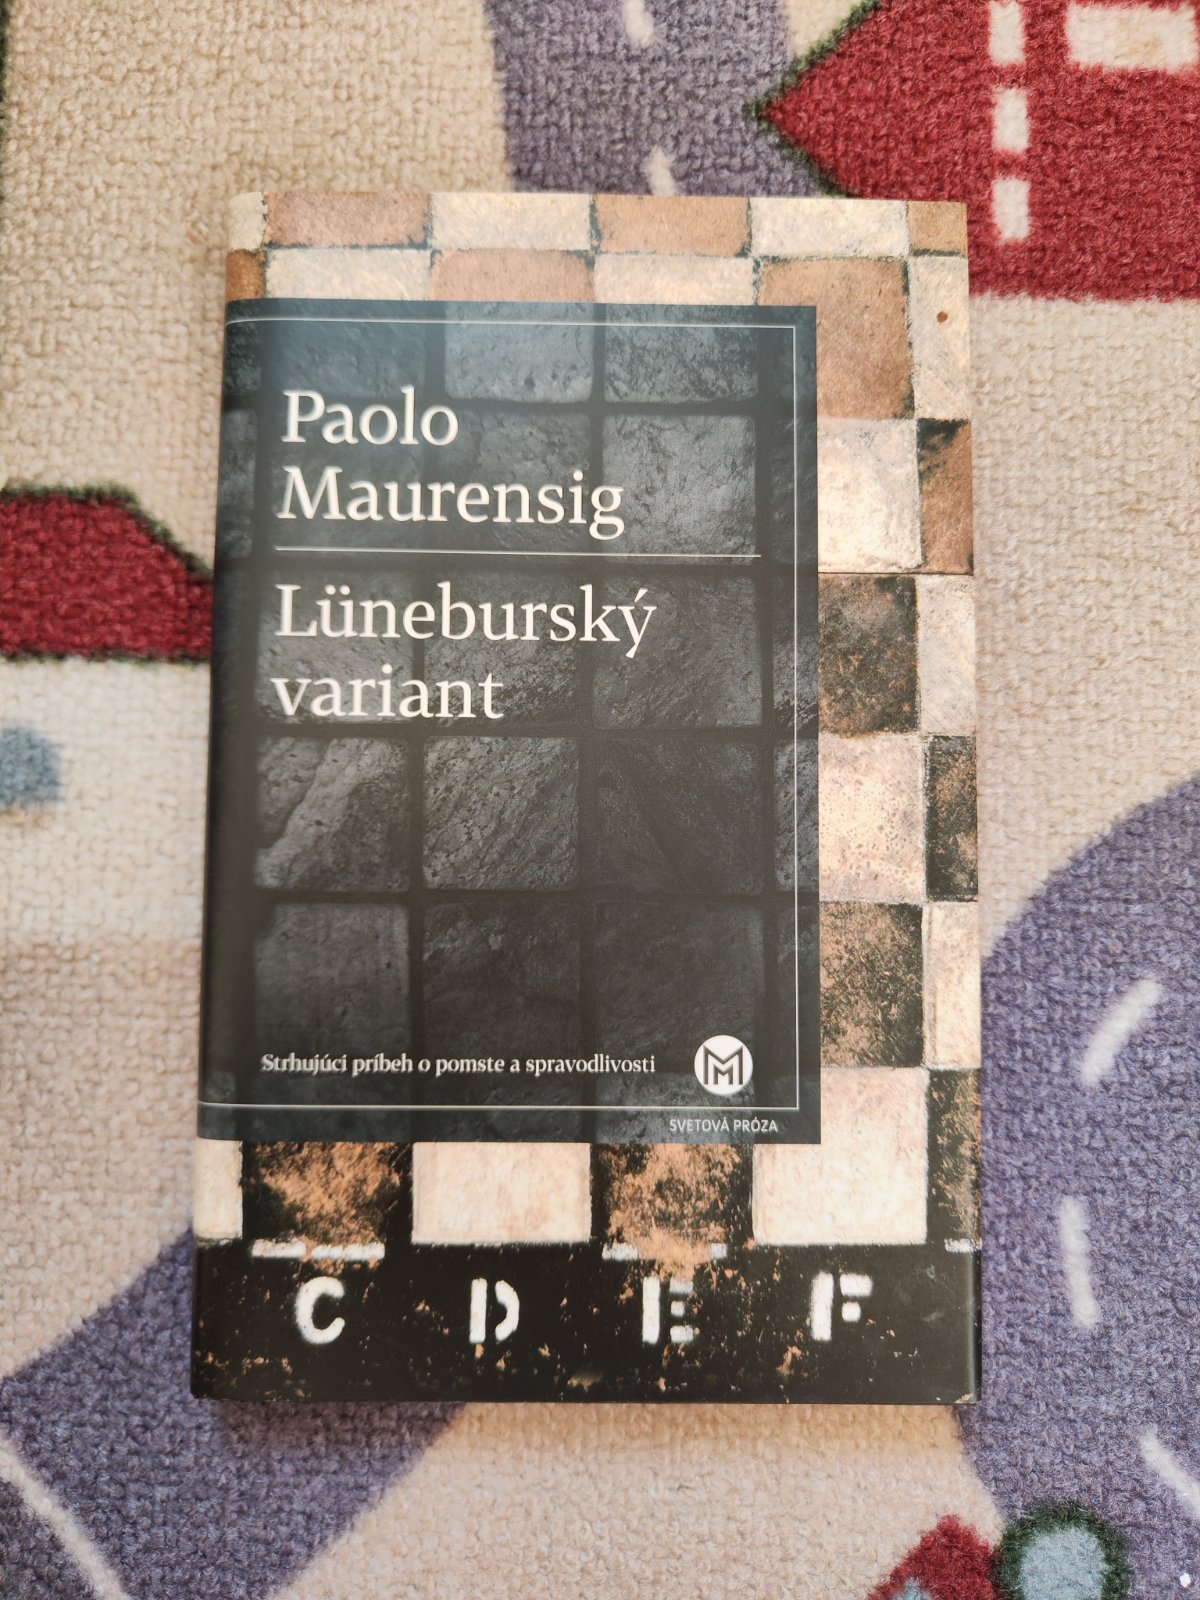 Paolo
Maurensig
Lüneburský
variant
Strhujúci príbeh o pomste a spravodlivosti
M
SVETOVÁ PRÓZA
C D E F